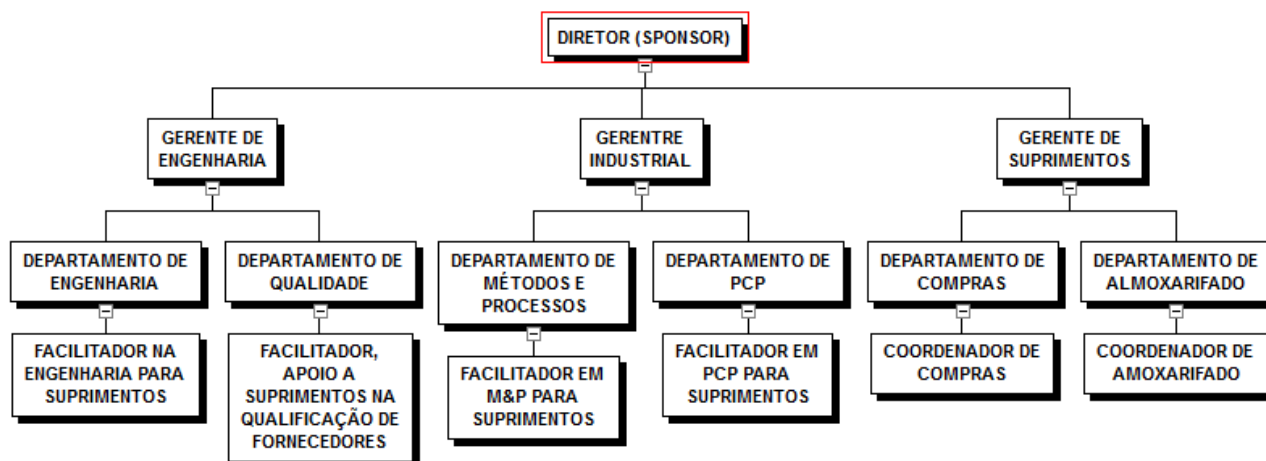 DIRETOR (SPONSOR)
GERENTE DE
ENGENHARIA
GERENTRE
INDUSTRIAL
GERENTE DE
SUPRIMENTOS
DEPARTAMENTO DE
ENGENHARIA
DEPARTAMENTO DE
QUALIDADE
DEPARTAMENTO DE
MÉTODOS E
PROCESSOS
DEPARTAMENTO DE
PCP
DEPARTAMENTO DE
COMPRAS
DEPARTAMENTO DE
ALMOXARIFADO
FACILITADOR NA
ENGENHARIA PARA
SUPRIMENTOS
FACILITADOR,
APOIO A
SUPRIMENTOS NA
QUALIFICAÇÃO DE
FORNECEDORES
FACILITADOR EM
M&P PARA
SUPRIMENTOS
FACILITADOR EM
PCP PARA
SUPRIMENTOS
COORDENADOR DE
COMPRAS
COORDENADOR DE
AMOXARIFADO